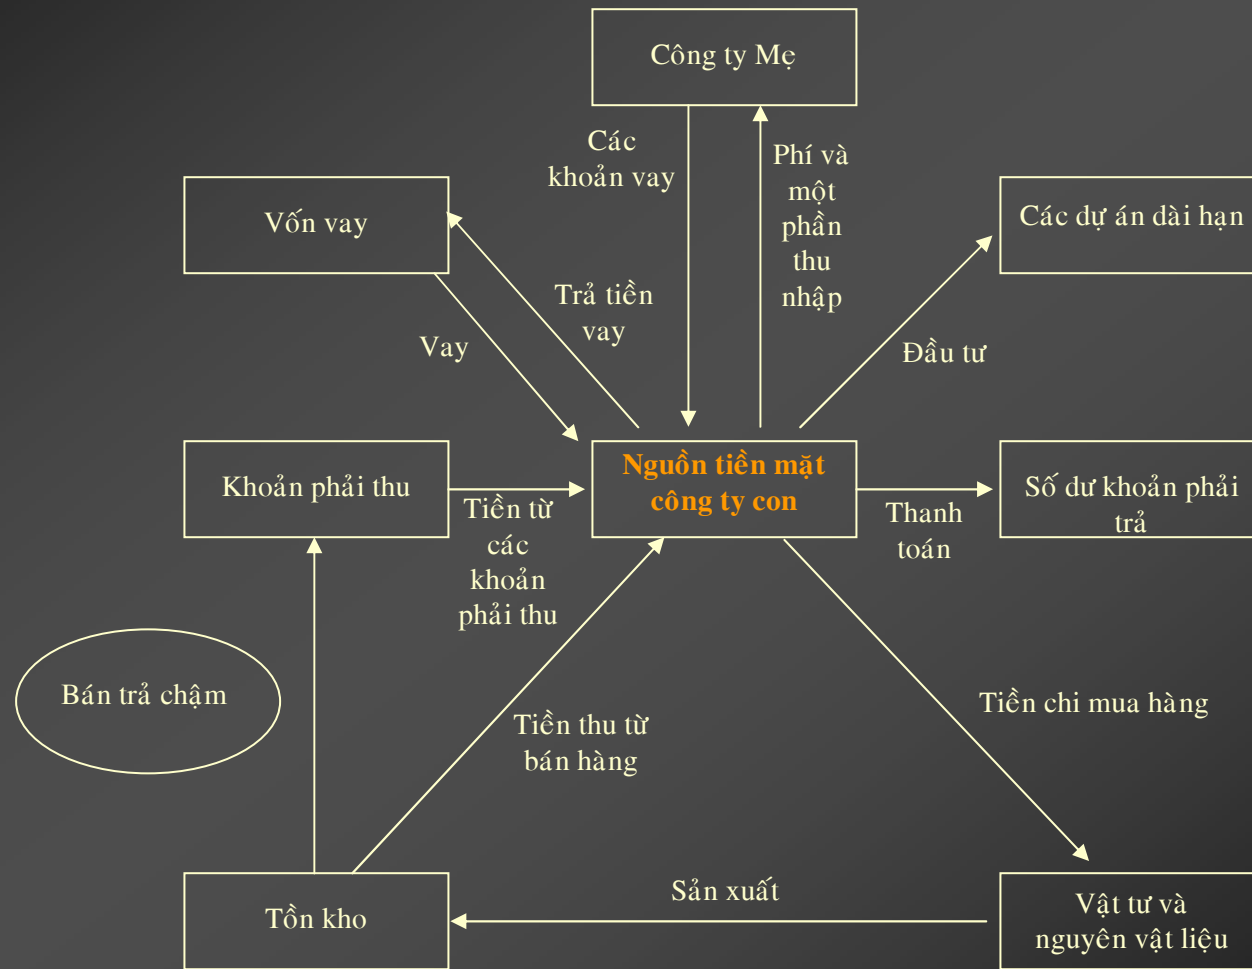 Công ty Mẹ
Các
khoản vay
Phí và
một
phần
thu
nhập
Vốn vay
Các dự án dài hạn
Trả tiền
vay
Vay
Đầu tư
Khoản phải thu
Nguồn tiền mặt
công ty con
Số dư khoản phải
trả
Tiền từ
các
khoản
phải thu
Thanh
toán
Bán trả chậm
Tiền thu từ
bán hàng
Tiền chi mua hàng
Sản xuất
Tồn kho
Vật tư và
nguyên vật liệu